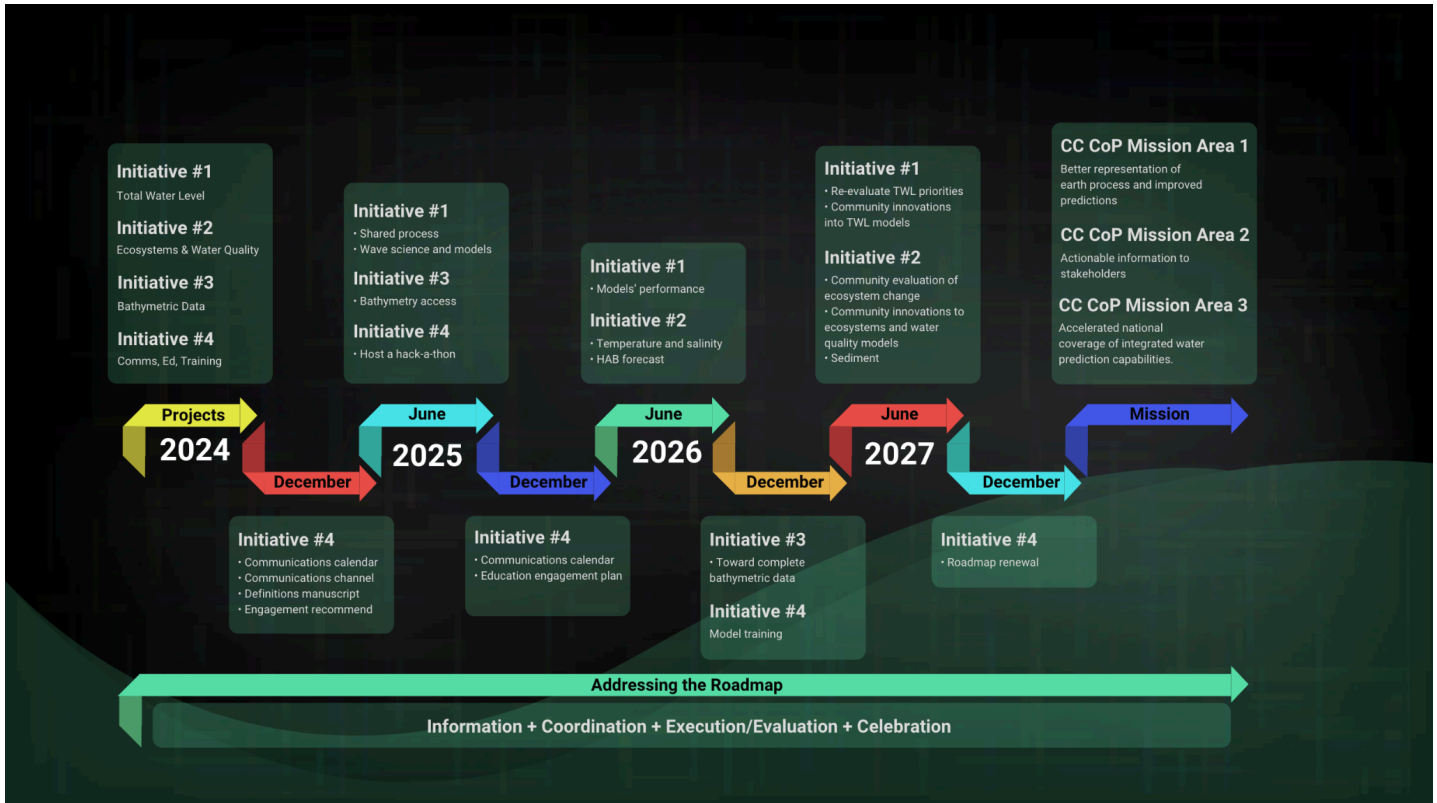 Initiative #1
Total Water Level
Initiative #2
Ecosystems & Water Quality
Initiative #3
Bathymetric Data
Initiative #4
Comms, Ed, Training
Initiative #1
• Shared process
• Wave science and models
Initiative #3
• Bathymetry access
Initiative #4
• Host a hack-a-thon
Initiative #1
• Models' performance
Initiative #2
• Temperature and salinity
• HAB forecast
Initiative #1
• Re-evaluate TWL priorities
• Community innovations
into TWL models
Initiative #2
• Community evaluation of
ecosystem change
• Community innovations to
ecosystems and water
quality models
• Sediment
CC CoP Mission Area 1
Better representation of
earth process and improved
predictions
CC CoP Mission Area 2
Actionable information to
stakeholders
CC CoP Mission Area 3
Accelerated national
coverage of integrated water
prediction capabilities.
Projects
2024
December
June
2025
December
June
2026
December
June
2027
December
Mission
Initiative #4
• Communications calendar
• Communications channel
• Definitions manuscript
• Engagement recommend
Initiative #4
• Communications calendar
• Education engagement plan
Initiative #3
• Toward complete
bathymetric data
Initiative #4
Model training
Initiative #4
• Roadmap renewal
Addressing the Roadmap
Information + Coordination + Execution/Evaluation + Celebration